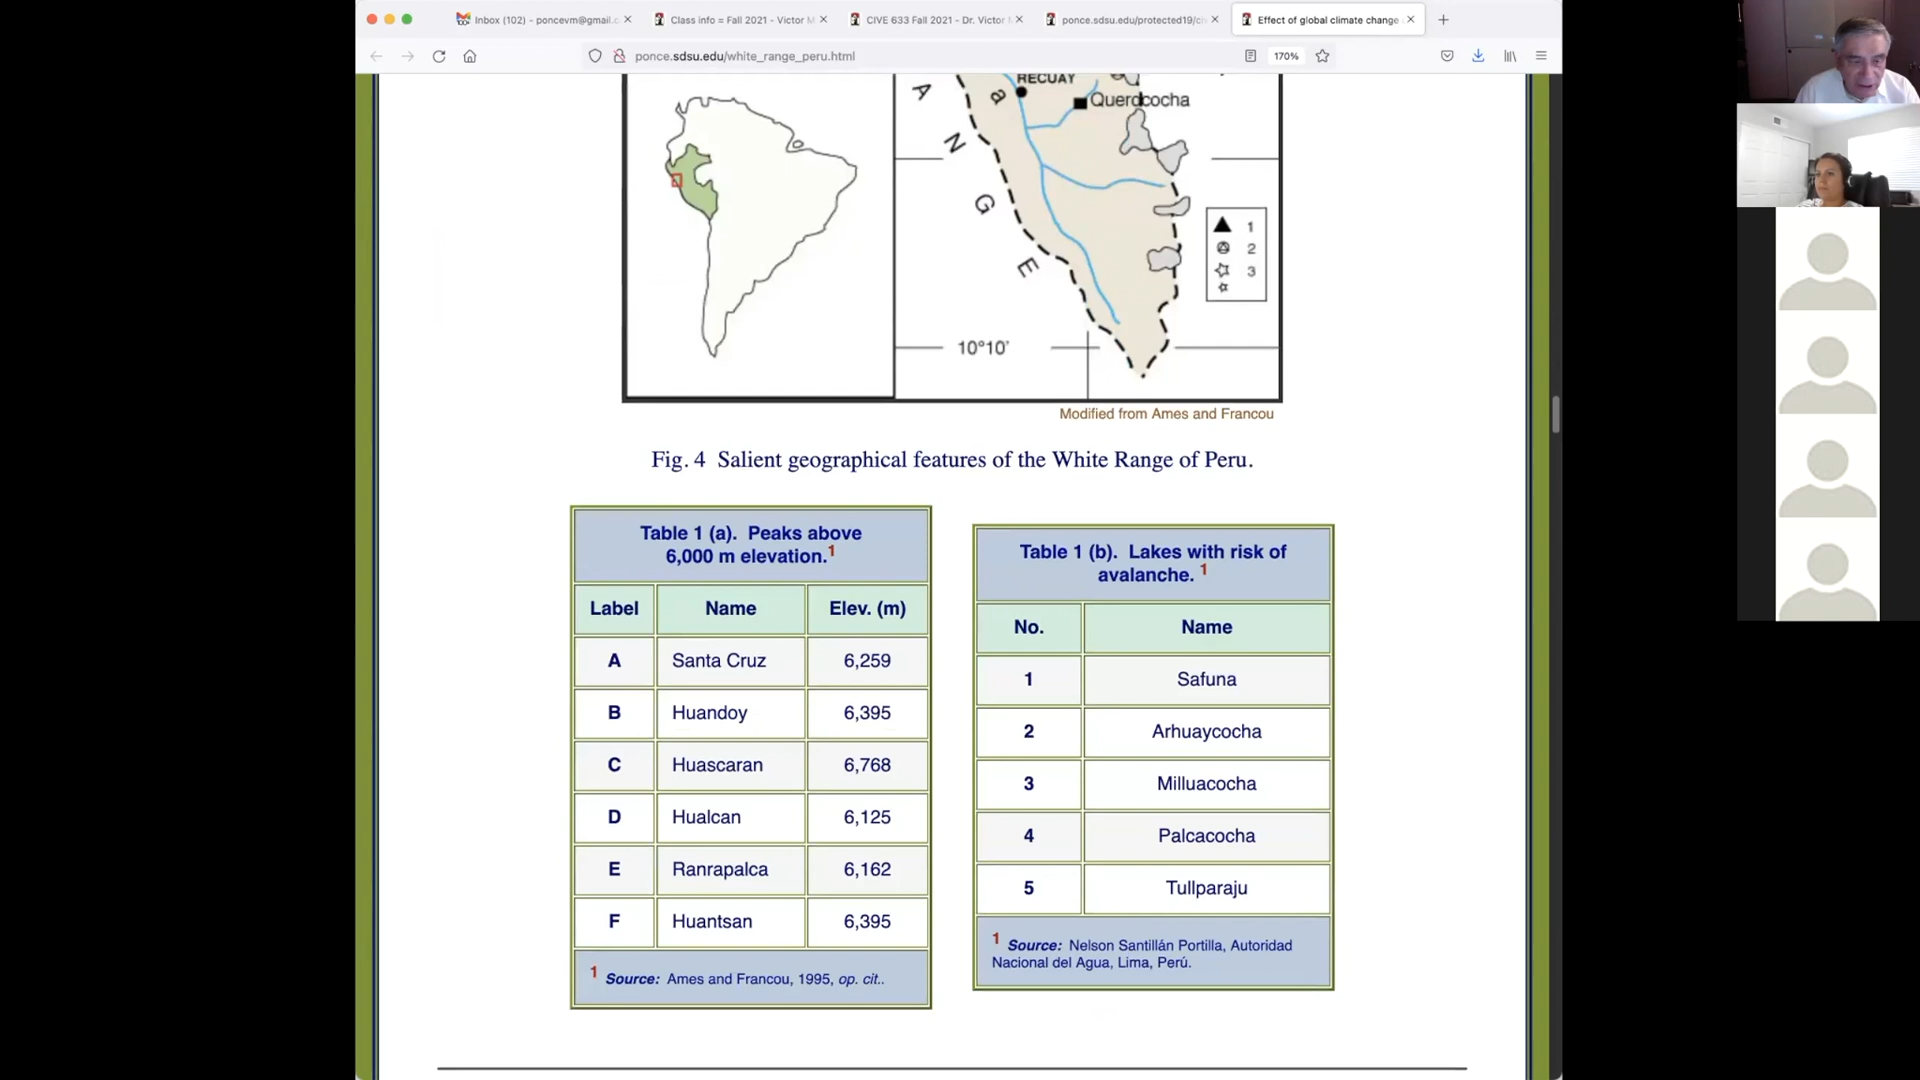 Inbox (102) - poncevm@gmail.c
Class info = Fall 2021 - Victor M
CIVE 633 Fall 2021 - Dr. Victor
ponce.sdsu.edu/protected19/ci
Effect of global climate change
ponce.sdsu.edu/white_range_peru.html
170%
RECUAY
Querococha
a
A
N
G
E
1
2
3
10°10'
Modified from Ames and Francou
Fig. 4 Salient geographical features of the White Range of Peru.
Table 1 (a). Peaks above
6,000 m elevation.1
Label Name Elev. (m)
A Santa Cruz 6,259
B Huandoy 6,395
C Huascaran 6,768
D Hualcan 6,125
E Ranrapalca 6,162
F Huantsan 6,395
1 Source: Ames and Francou, 1995, op. cit..
Table 1 (b). Lakes with risk of
avalanche. 1
No. Name
1 Safuna
2 Arhuaycocha
3 Milluacocha
4 Palcacocha
5 Tullparaju
1 Source: Nelson Santillán Portilla, Autoridad
Nacional del Agua, Lima, Perú.